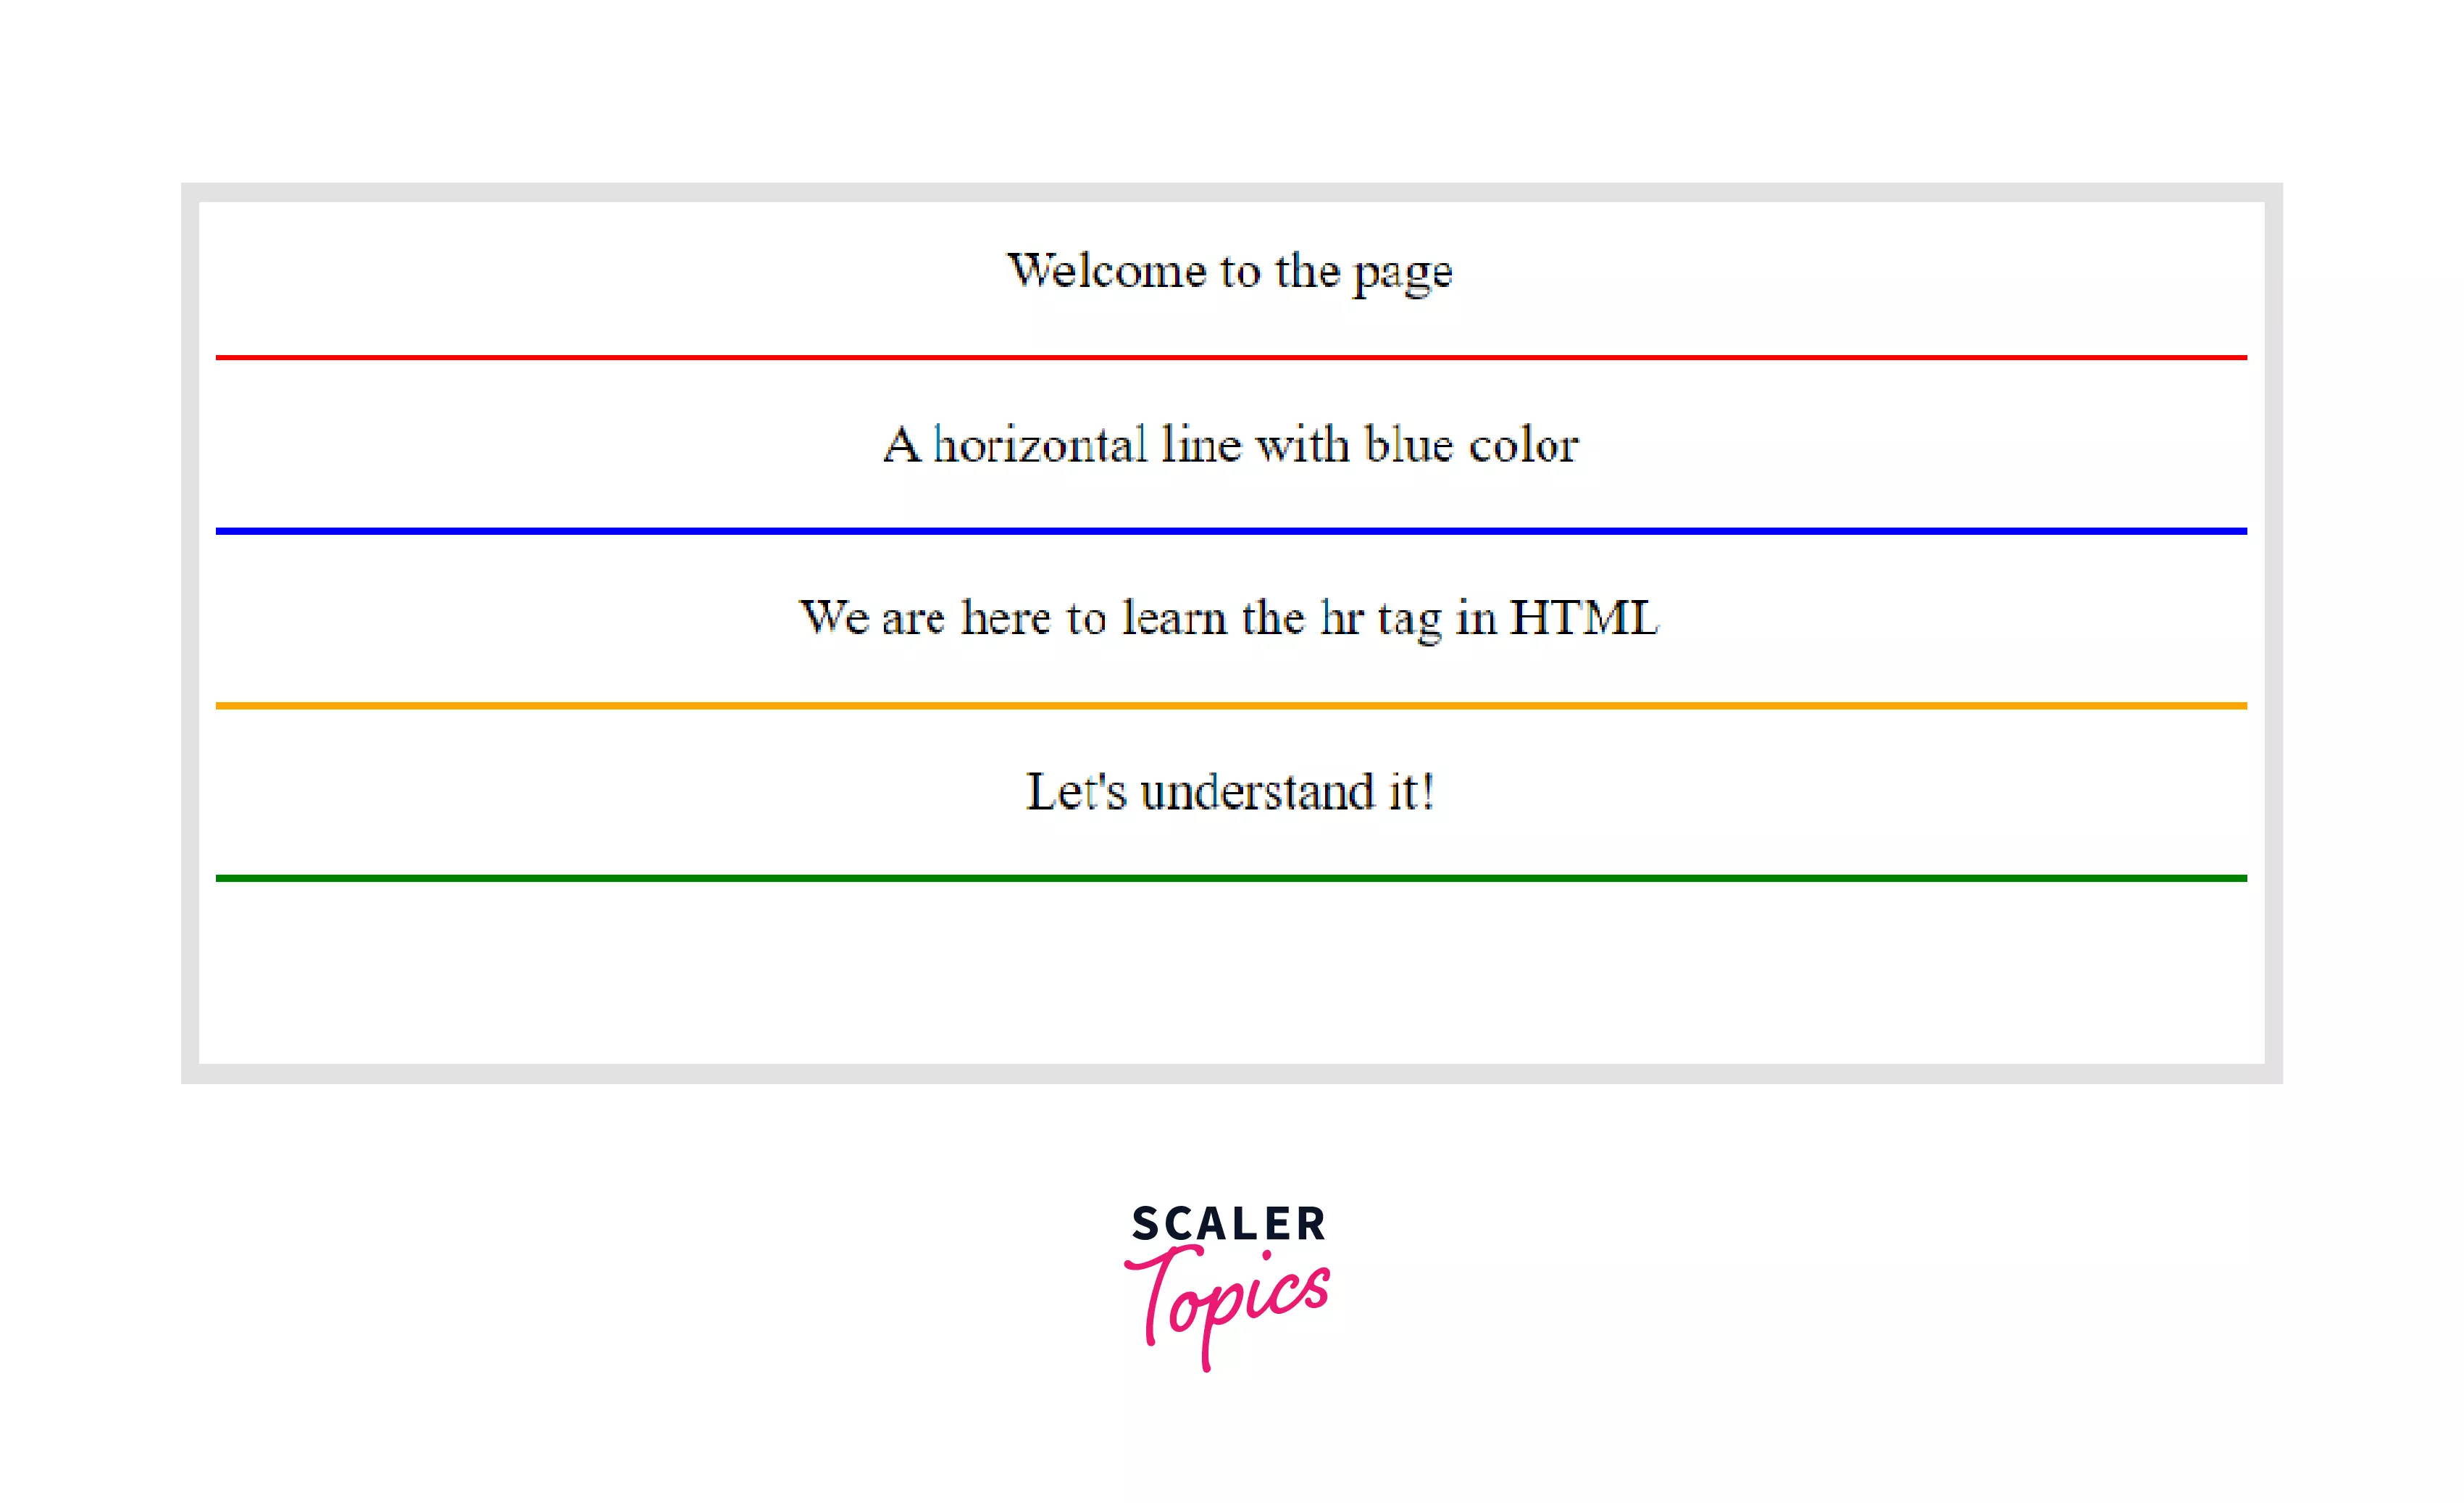 Welcome to the page
A horizontal line with blue color
We are here to learn the hr tag in HTML
Let's understand it!
SCALER
Topics